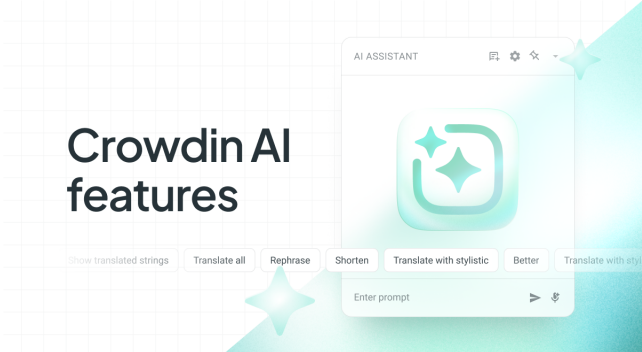 AI ASSISTANT
Crowdin AI
features
Show translated strings
Translate all
Rephrase
Shorten
Translate with stylistic
Better
Translate with styli
Enter prompt